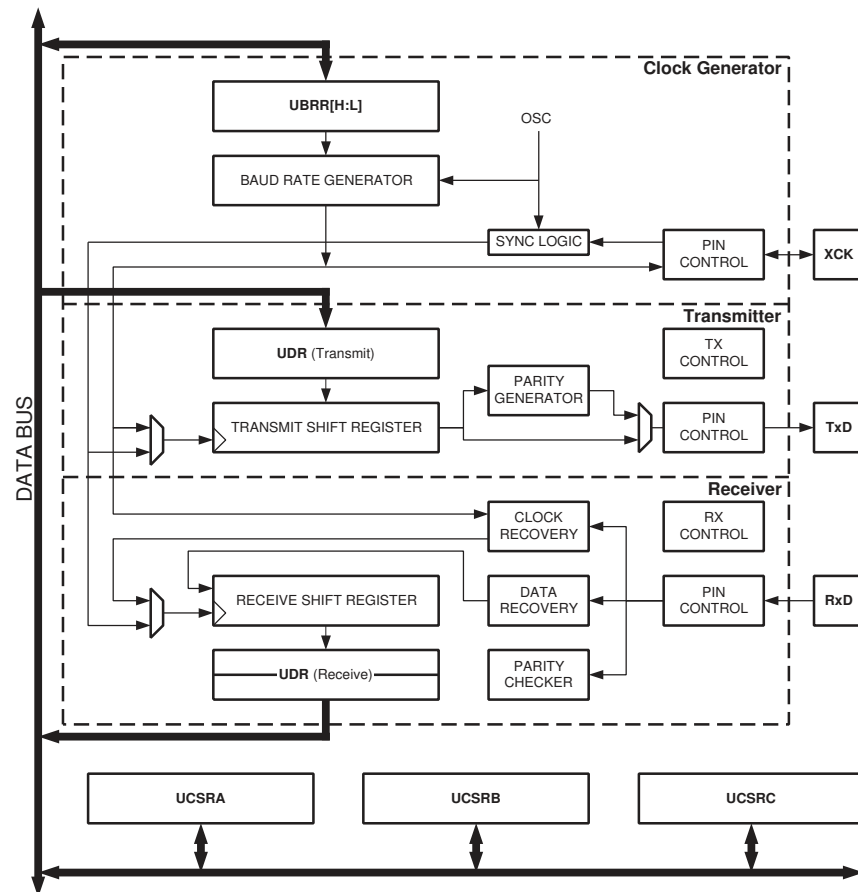 Clock Generator
UBRR[H:L]
OSC
BAUD RATE GENERATOR
SYNC LOGIC
PIN
CONTROL
XCK
Transmitter
UDR (Transmit)
TX
CONTROL
PARITY
GENERATOR
TRANSMIT SHIFT REGISTER
PIN
CONTROL
TxD
DATA BUS
Receiver
CLOCK
RECOVERY
RX
CONTROL
RECEIVE SHIFT REGISTER
DATA
RECOVERY
PIN
CONTROL
RxD
UDR (Receive)
PARITY
CHECKER
UCSRA
UCSRB
UCSRC